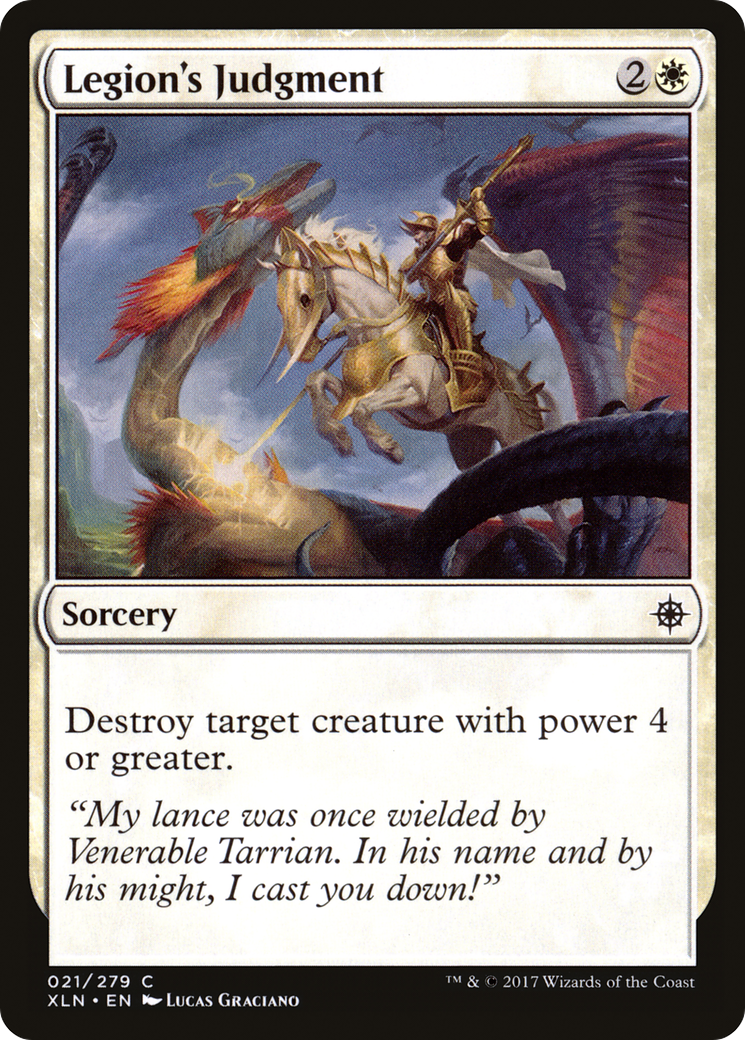 Legion's Judgment 2
Sorcery
Destroy target creature with power 4
or greater.
“My lance was once wielded by
Venerable Tarrian. In his name and by
his might, I cast you down!”
021/279 C
XLN • EN Lucas Graciano
™ & © 2017 Wizards of the Coast